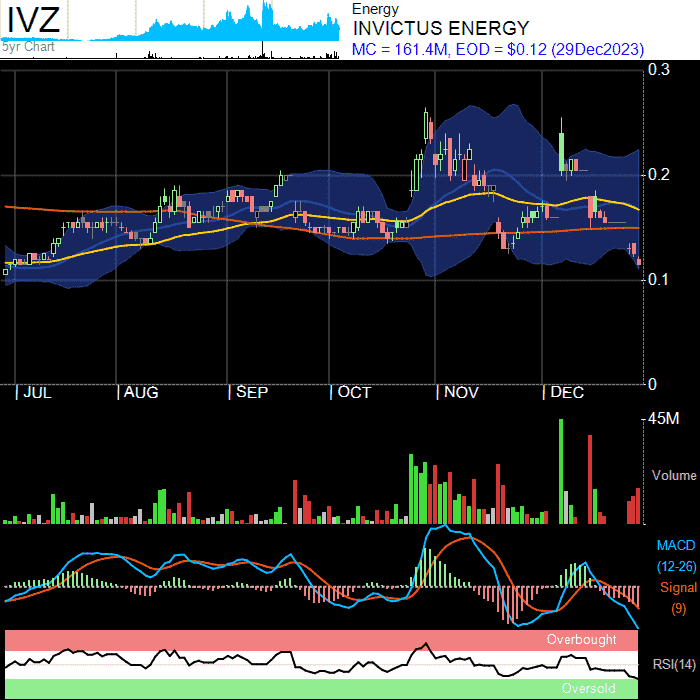 IVZ
5yr Chart
Energy
INVICTUS ENERGY
MC = 161.4M, EOD = $0.12 (29Dec2023)
0.3
0.2
0.1
0
JUL AUG SEP OCT NOV DEC
45M
Volume
MACD
(12-26)
Signal
(9)
Overbought
RSI(14)
Oversold